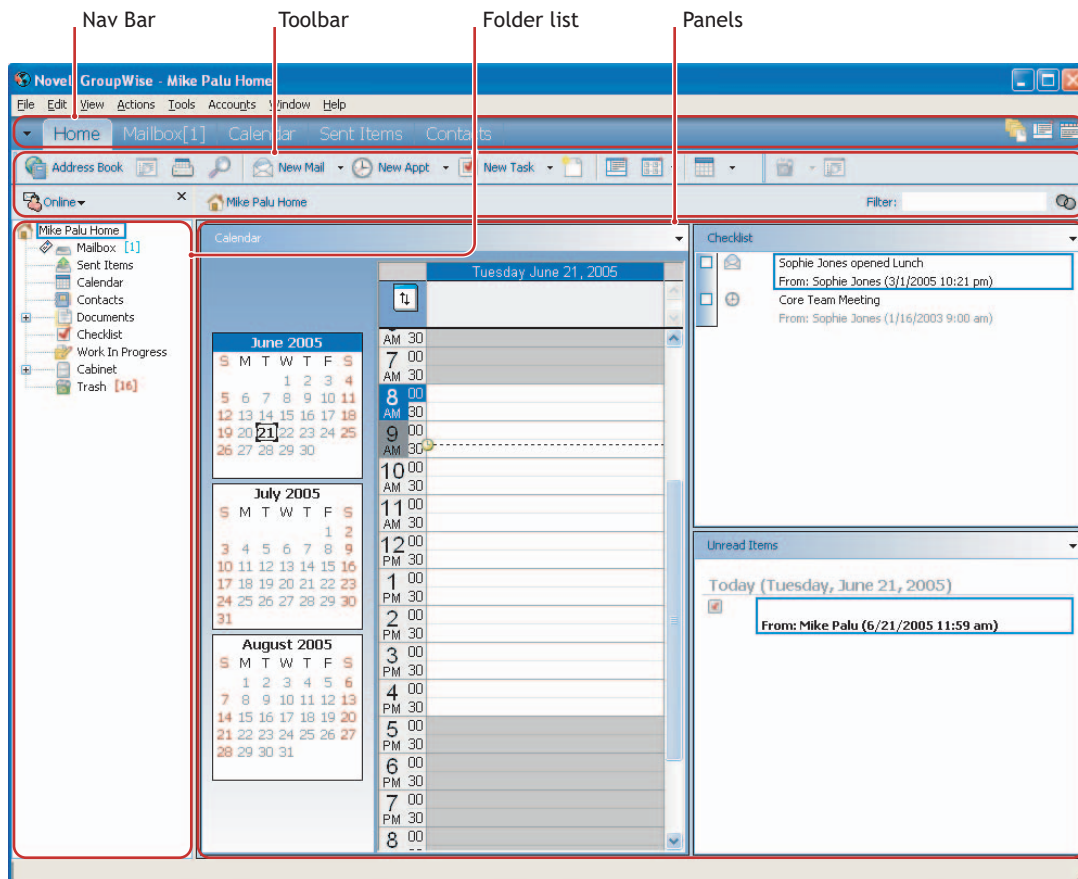 Nav Bar Toolbar Folder list Panels
Novell GroupWise - Mike Palu Home
File Edit View Actions Tools Accounts Window Help
Home Mailbox[1] Calendar Sent Items Contacts
Address Book New Mail New Appt New Task
Online Mike Palu Home Filter:
Mike Palu Home
Mailbox [1]
Sent Items
Calendar
Contacts
Documents
Checklist
Work In Progress
Cabinet
Trash [16]
Calendar
Tuesday June 21, 2005
June 2005
S M T W T F S
1 2 3 4
5 6 7 8 9 10 11
12 13 14 15 16 17 18
19 20 21 22 23 24 25
26 27 28 29 30
July 2005
S M T W T F S
1 2
3 4 5 6 7 8 9
10 11 12 13 14 15 16
17 18 19 20 21 22 23
24 25 26 27 28 29 30
31
August 2005
S M T W T F S
1 2 3 4 5 6
7 8 9 10 11 12 13
14 15 16 17 18 19 20
21 22 23 24 25 26 27
28 29 30 31
AM 30
7 00
AM 30
8 00
AM 30
9 00
AM 30
10 00
AM 30
11 00
AM 30
12 00
PM 30
1 00
PM 30
2 00
PM 30
3 00
PM 30
4 00
PM 30
5 00
PM 30
6 00
PM 30
7 00
PM 30
8 00
Checklist
Sophie Jones opened Lunch
From: Sophie Jones (3/1/2005 10:21 pm)
Core Team Meeting
From: Sophie Jones (1/16/2003 9:00 am)
Unread Items
Today (Tuesday, June 21, 2005)
From: Mike Palu (6/21/2005 11:59 am)